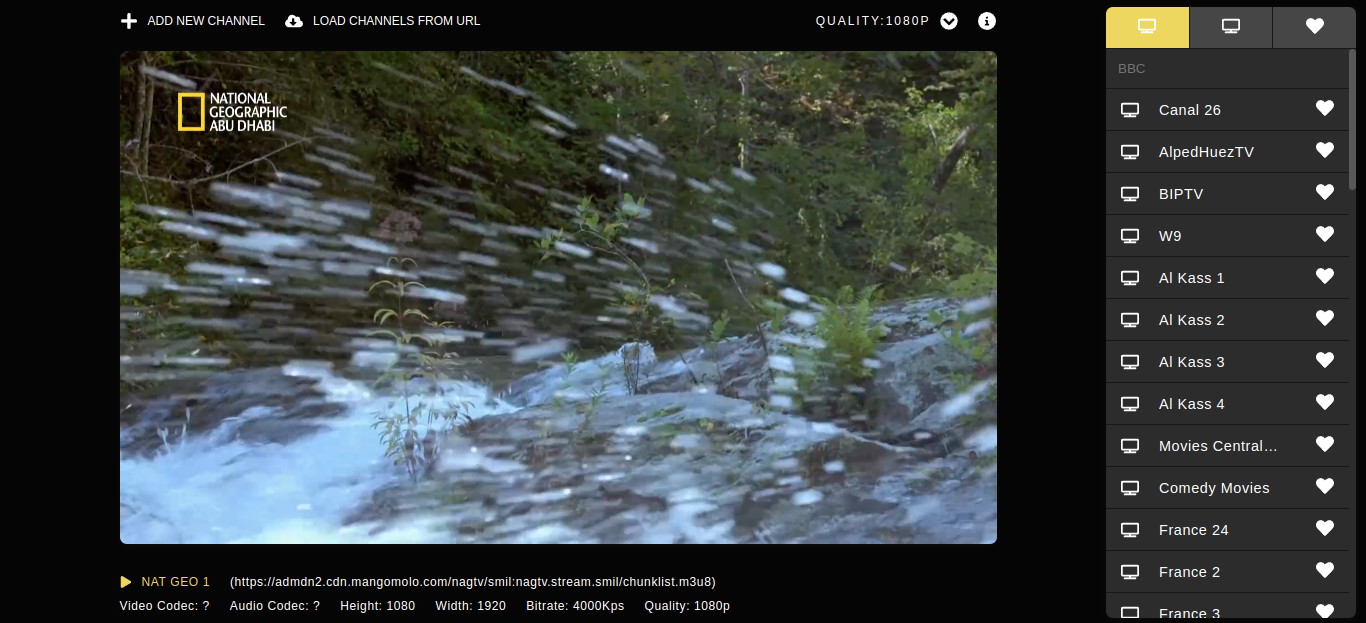 ADD NEW CHANNEL
LOAD CHANNELS FROM URL
QUALITY:1080P
NATIONAL
GEOGRAPHIC
ABU DHABI
NAT GEO 1 (https://admdn2.cdn.mangomolo.com/nagtv/smil:nagtv.stream.smil/chunklist.m3u8)
Video Codec: ? Audio Codec: ? Height: 1080 Width: 1920 Bitrate: 4000Kps Quality: 1080p
BBC
Canal 26
AlpedHuezTV
BIPTV
W9
Al Kass 1
Al Kass 2
Al Kass 3
Al Kass 4
Movies Central...
Comedy Movies
France 24
France 2
France 3